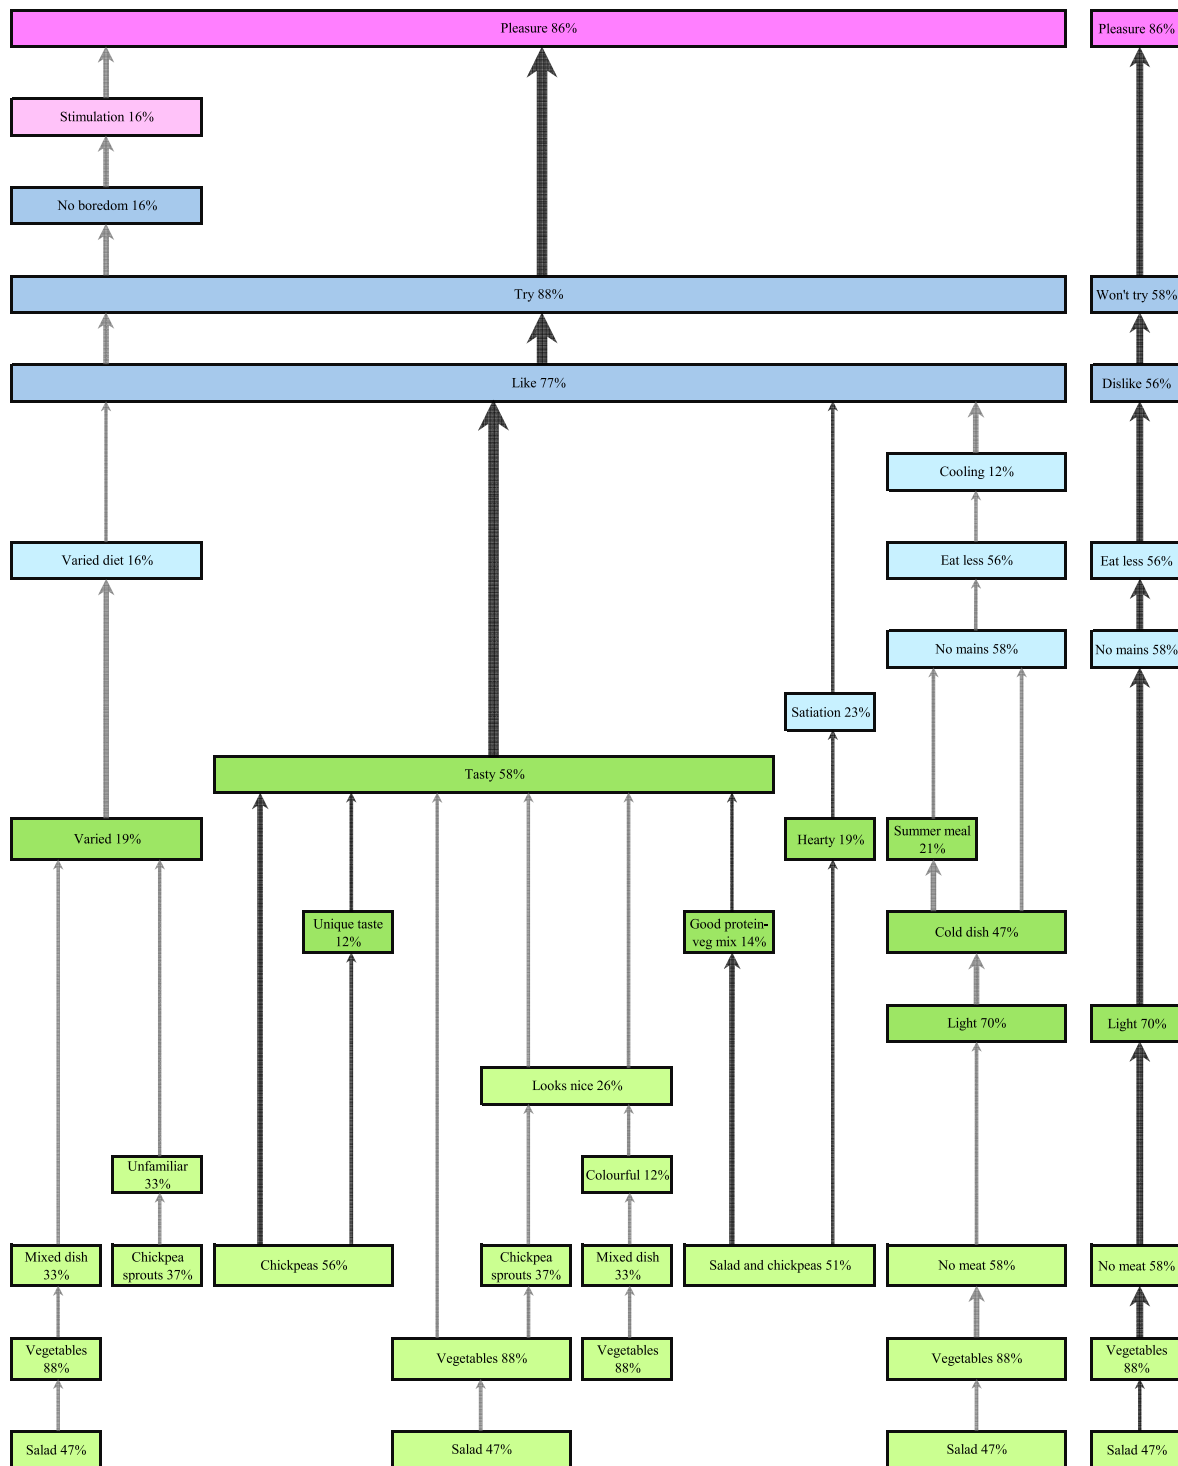 Pleasure 86%
Pleasure 86%
Stimulation 16%
No boredom 16%
Try 88%
Won't try 58%
Like 77%
Dislike 56%
Cooling 12%
Varied diet 16%
Eat less 56%
Eat less 56%
No mains 58%
No mains 58%
Satiation 23%
Tasty 58%
Varied 19%
Hearty 19%
Summer meal
21%
Unique taste
12%
Good protein-
veg mix 14%
Cold dish 47%
Light 70%
Light 70%
Looks nice 26%
Unfamiliar
33%
Colourful 12%
Mixed dish
33%
Chickpea
sprouts 37%
Chickpeas 56%
Chickpea
sprouts 37%
Mixed dish
33%
Salad and chickpeas 51%
No meat 58%
No meat 58%
Vegetables
88%
Vegetables 88%
Vegetables
88%
Vegetables 88%
Vegetables
88%
Salad 47%
Salad 47%
Salad 47%
Salad 47%